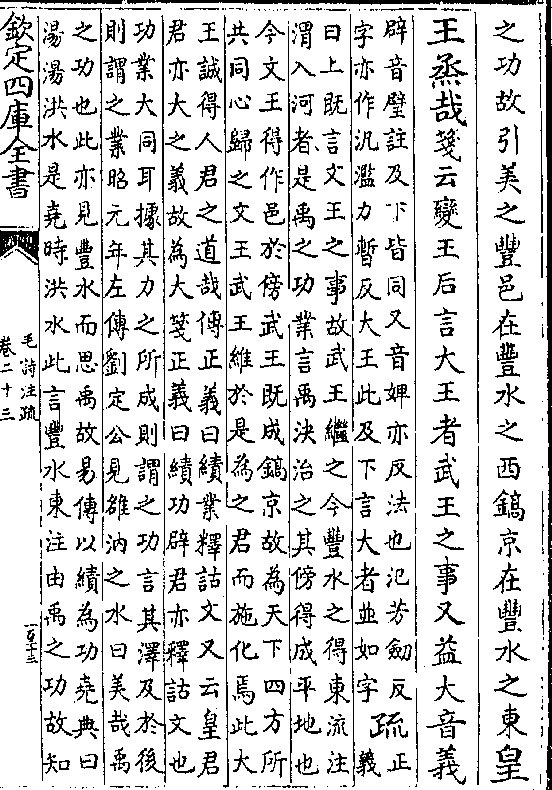 之功故引美之豐邑在豐水之西鎬京在豐水之東皇
王烝哉箋云變王后言大王者武王之事又益大音義
辟音璧註及下皆同又音婢亦反法也氾芳劒反
字亦作汎濫力暫反大王此及下言大者並如字
疏
正
義
曰上既言文王之事故武王繼之今豐水之得東流注
渭入河者是禹之功業言禹決治之其傍得成平地也
今文王得作邑於傍武王既成鎬京故為天下四方所
共同心歸之文王武王維於是為之君而施化焉此大
王誠得人君之道哉傳正義曰績業釋詁文又云皇君
君亦大之義故為大箋正義曰績功辟君亦釋詁文也
功業大同耳據其力之所成則謂之功言其澤及於後
則謂之業昭元年左傳劉定公見雒汭之水曰美哉禹
之功也此亦見豐水而思禹故易傳以績為功堯典曰
湯湯洪水是堯時洪水此言豐水東注由禹之功故知
欽定四庫全書
毛詩注疏
卷二十三